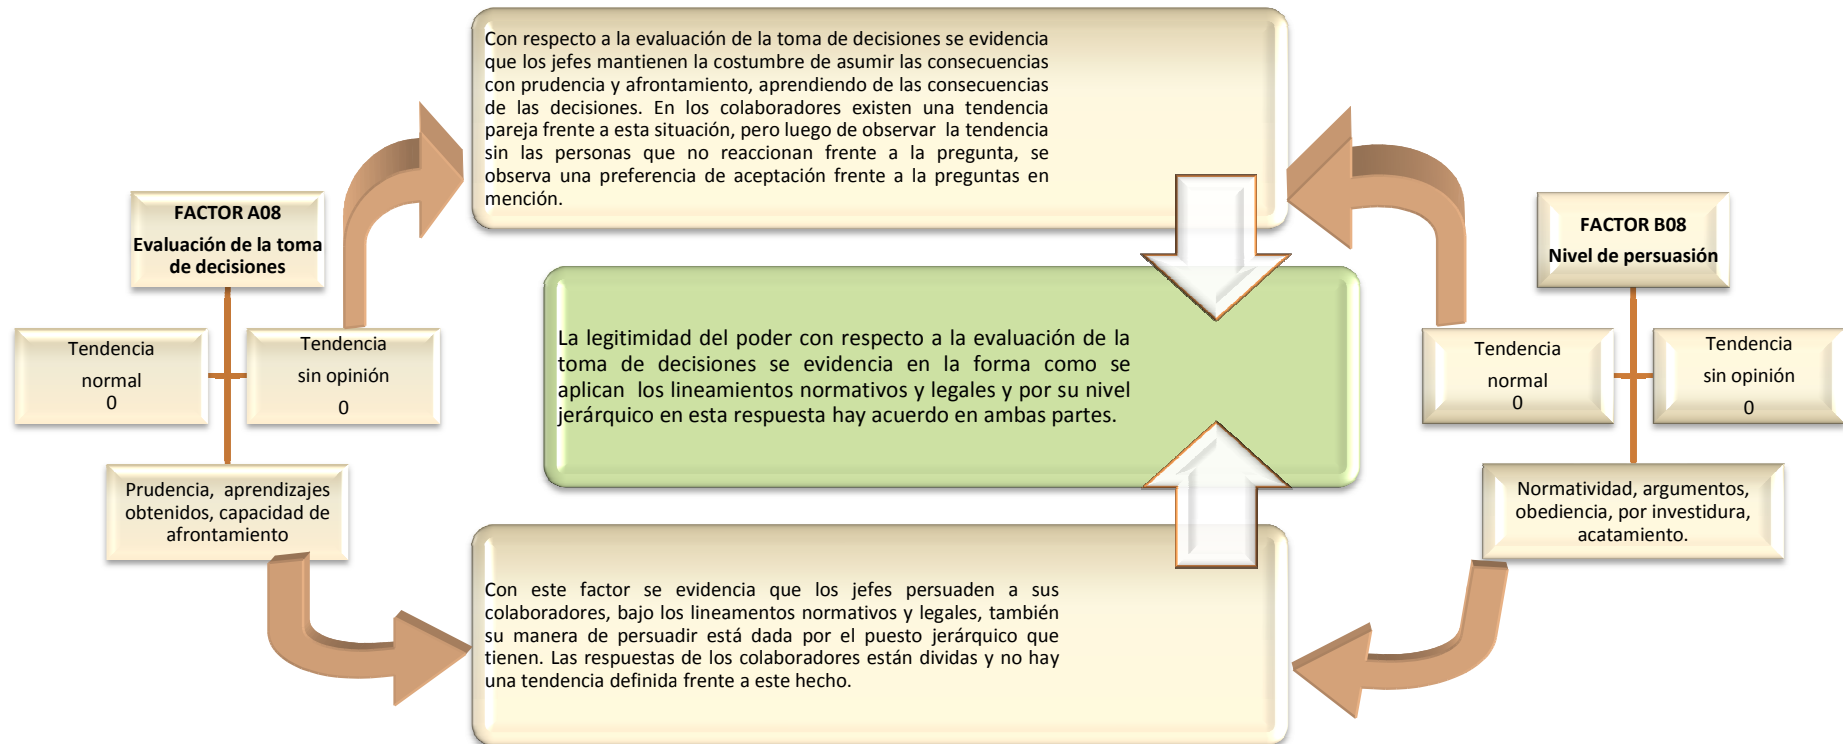 Con respecto a la evaluación de la toma de decisiones se evidencia
que los jefes mantienen la costumbre de asumir las consecuencias
con prudencia y afrontamiento, aprendiendo de las consecuencias
de las decisiones. En los colaboradores existen una tendencia
pareja frente a esta situación, pero luego de observar la tendencia
sin las personas que no reaccionan frente a la pregunta, se
observa una preferencia de aceptación frente a la preguntas en
mención.
FACTOR A08
Evaluación de la toma
de decisiones
Tendencia
normal
0
Tendencia
sin opinión
0
Prudencia, aprendizajes
obtenidos, capacidad de
afrontamiento
La legitimidad del poder con respecto a la evaluación de la
toma de decisiones se evidencia en la forma como se
aplican los lineamientos normativos y legales y por su nivel
jerárquico en esta respuesta hay acuerdo en ambas partes.
FACTOR B08
Nivel de persuasión
Tendencia
normal
0
Tendencia
sin opinión
0
Normatividad, argumentos,
obediencia, por investidura,
acatamiento.
Con este factor se evidencia que los jefes persuaden a sus
colaboradores, bajo los lineamentos normativos y legales, también
su manera de persuadir está dada por el puesto jerárquico que
tienen. Las respuestas de los colaboradores están dividas y no hay
una tendencia definida frente a este hecho.